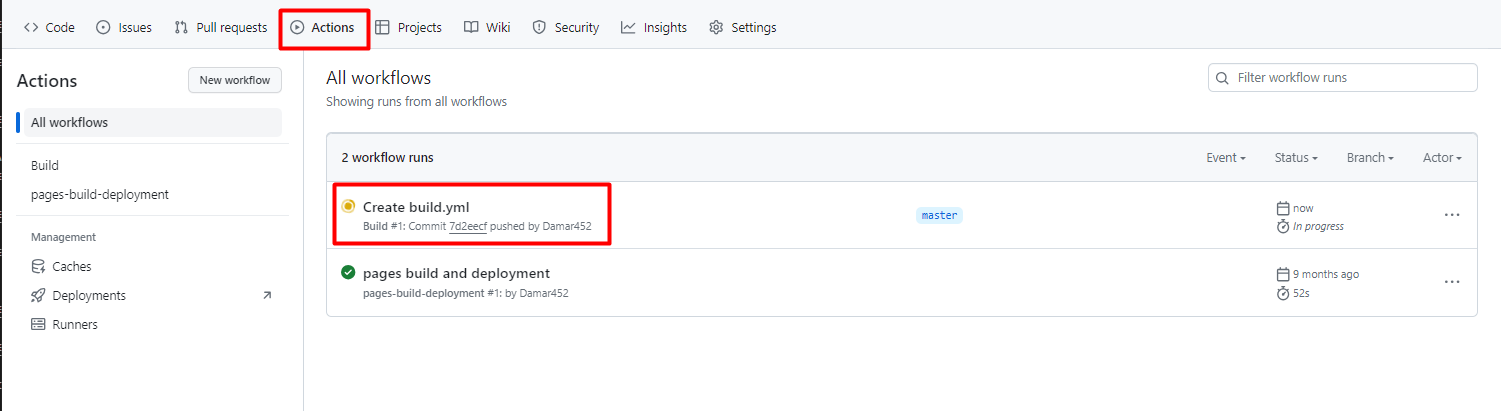 Code Issues Pull requests Actions Projects Wiki Security Insights Settings
Actions
New workflow
All workflows
Build
pages-build-deployment
Management
Caches
Deployments
Runners
All workflows
Showing runs from all workflows
Filter workflow runs
2 workflow runs
Event Status Branch Actor
Create build.yml
Build #1: Commit 7d2eecf pushed by Damar452
master
now
In progress
pages build and deployment
pages-build-deployment #1: by Damar452
9 months ago
52s